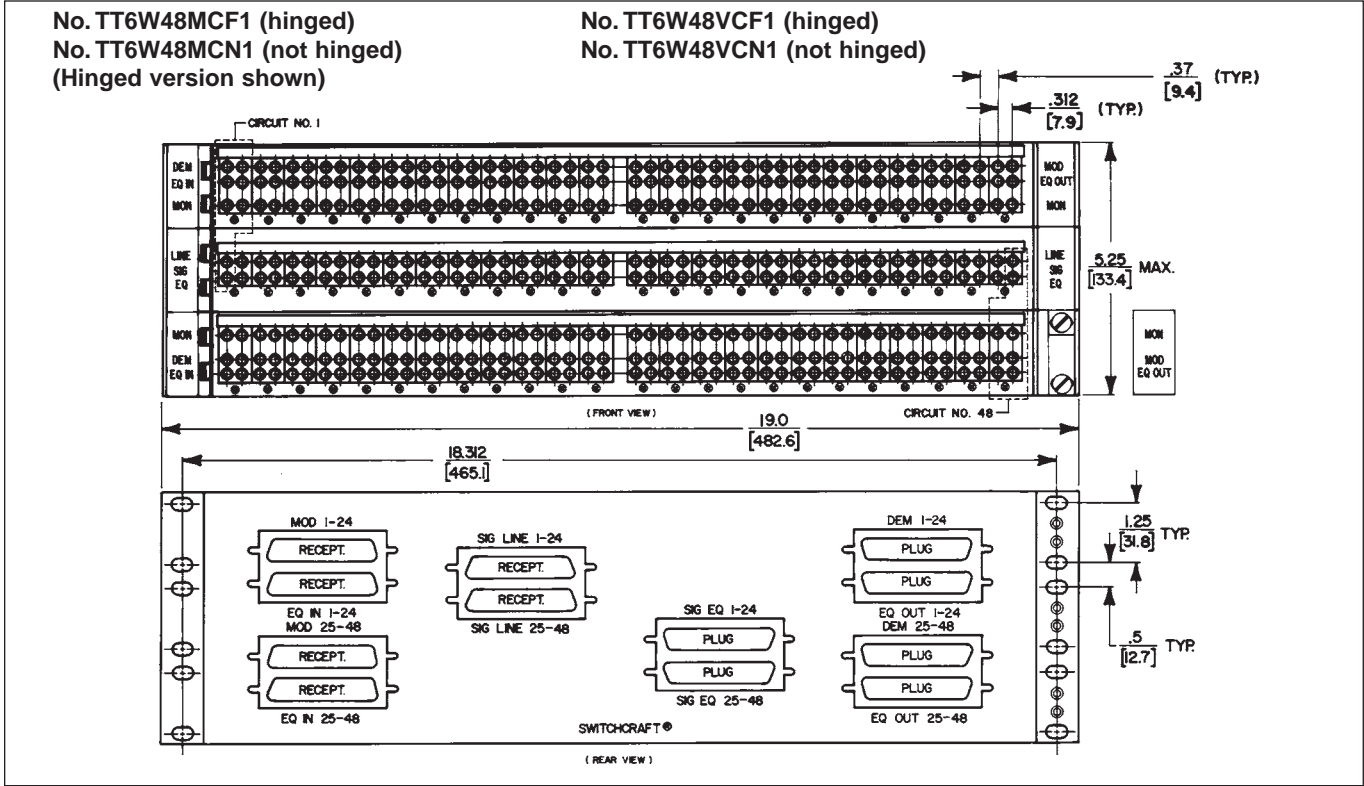 No. TT6W48MCF1 (hinged)
No. TT6W48MCN1 (not hinged)
(Hinged version shown)
No. TT6W48VCF1 (hinged)
No. TT6W48VCN1 (not hinged)
.37 (TYP.)
[9.4]
.312 (TYP.)
[7.9]
CIRCUIT NO. 1
DEM
EQ IN
MON
MOD
EQ OUT
MON
LINE
SIG
EQ
LINE
SIG
EQ
5.25 MAX.
[133.4]
MON
DEM
EQ IN
MON
MOD
EQ OUT
(FRONT VIEW)
CIRCUIT NO. 48
19.0
[482.6]
18.312
[465.1]
MOD 1-24
RECEPT.
RECEPT.
EQ IN 1-24
MOD 25-48
RECEPT.
RECEPT.
EQ IN 25-48
SIG LINE 1-24
RECEPT.
RECEPT.
SIG LINE 25-48
SIG EQ 1-24
PLUG
PLUG
SIG EQ 25-48
DEM 1-24
PLUG
PLUG
EQ OUT 1-24
DEM 25-48
PLUG
PLUG
EQ OUT 25-48
1.25 TYP.
[31.8]
.5 TYP.
[12.7]
SWITCHCRAFT®
(REAR VIEW)